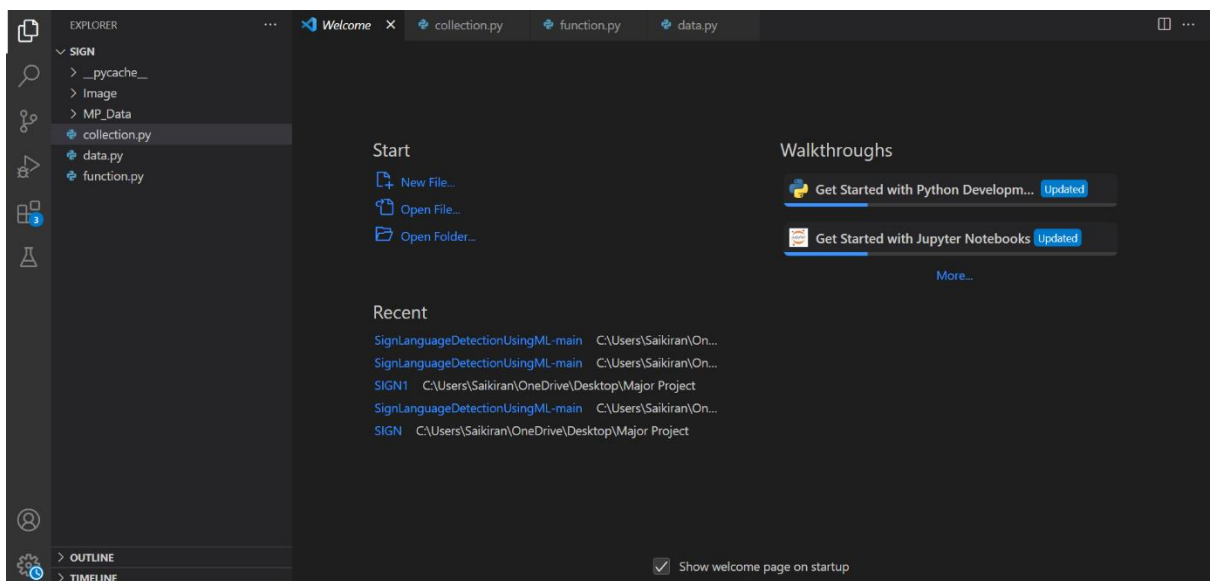 EXPLORER
SIGN
__pycache__
Image
MP_Data
collection.py
data.py
function.py
OUTLINE
TIMELINE
3
Welcome collection.py function.py data.py
Start
New File...
Open File...
Open Folder...
Recent
SignLanguageDetectionUsingML-main C:\Users\Saikiran\On...
SignLanguageDetectionUsingML-main C:\Users\Saikiran\On...
SIGN1 C:\Users\Saikiran\OneDrive\Desktop\Major Project
SignLanguageDetectionUsingML-main C:\Users\Saikiran\On...
SIGN C:\Users\Saikiran\OneDrive\Desktop\Major Project
Walkthroughs
Get Started with Python Developm... Updated
Get Started with Jupyter Notebooks Updated
More...
Show welcome page on startup